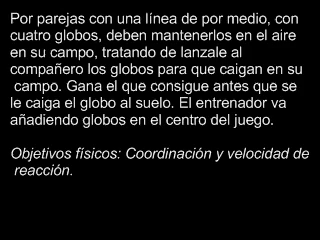 Por parejas con una línea de por medio, con
cuatro globos, deben mantenerlos en el aire
en su campo, tratando de lanzale al
compañero los globos para que caigan en su
campo. Gana el que consigue antes que se
le caiga el globo al suelo. El entrenador va
añadiendo globos en el centro del juego.
Objetivos físicos: Coordinación y velocidad de
reacción.